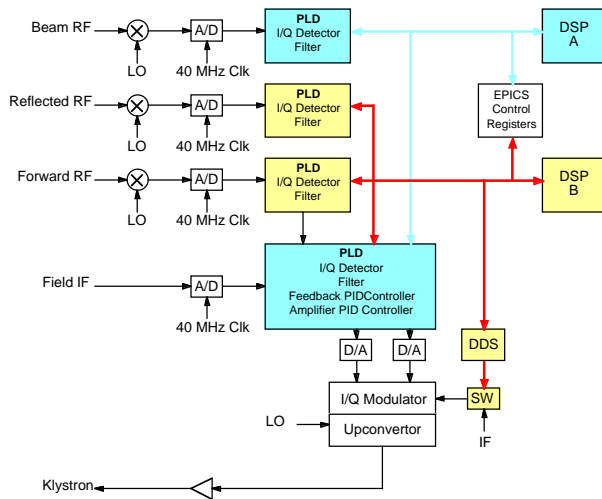 Beam RF
A/D
LO
40 MHz Clk
PLD
I/Q Detector
Filter
DSP
A
Reflected RF
A/D
LO
40 MHz Clk
PLD
I/Q Detector
Filter
EPICS
Control
Registers
Forward RF
A/D
LO
40 MHz Clk
PLD
I/Q Detector
Filter
DSP
B
Field IF
A/D
40 MHz Clk
PLD
I/Q Detector
Filter
Feedback PIDController
Amplifier PID Controller
D/A
D/A
DDS
SW
IF
I/Q Modulator
LO
Upconvertor
Klystron